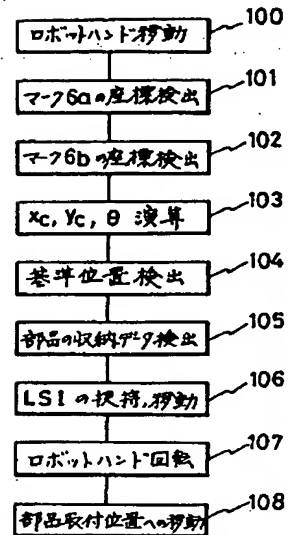 100
ロボットハンド移動
101
マーク6aの座標検出
102
マーク6bの座標検出
103
xc, yc, θ 演算
104
基準位置検出
105
部品の収納データ検出
106
LSIの挟持,移動
107
ロボットハンド回転
108
部品取付位置への移動